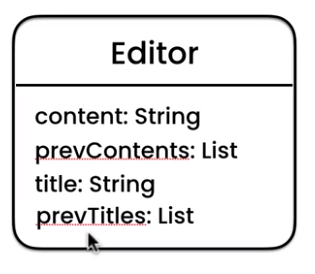 Editor
content: String
prevContents: List
title: String
prevTitles: List